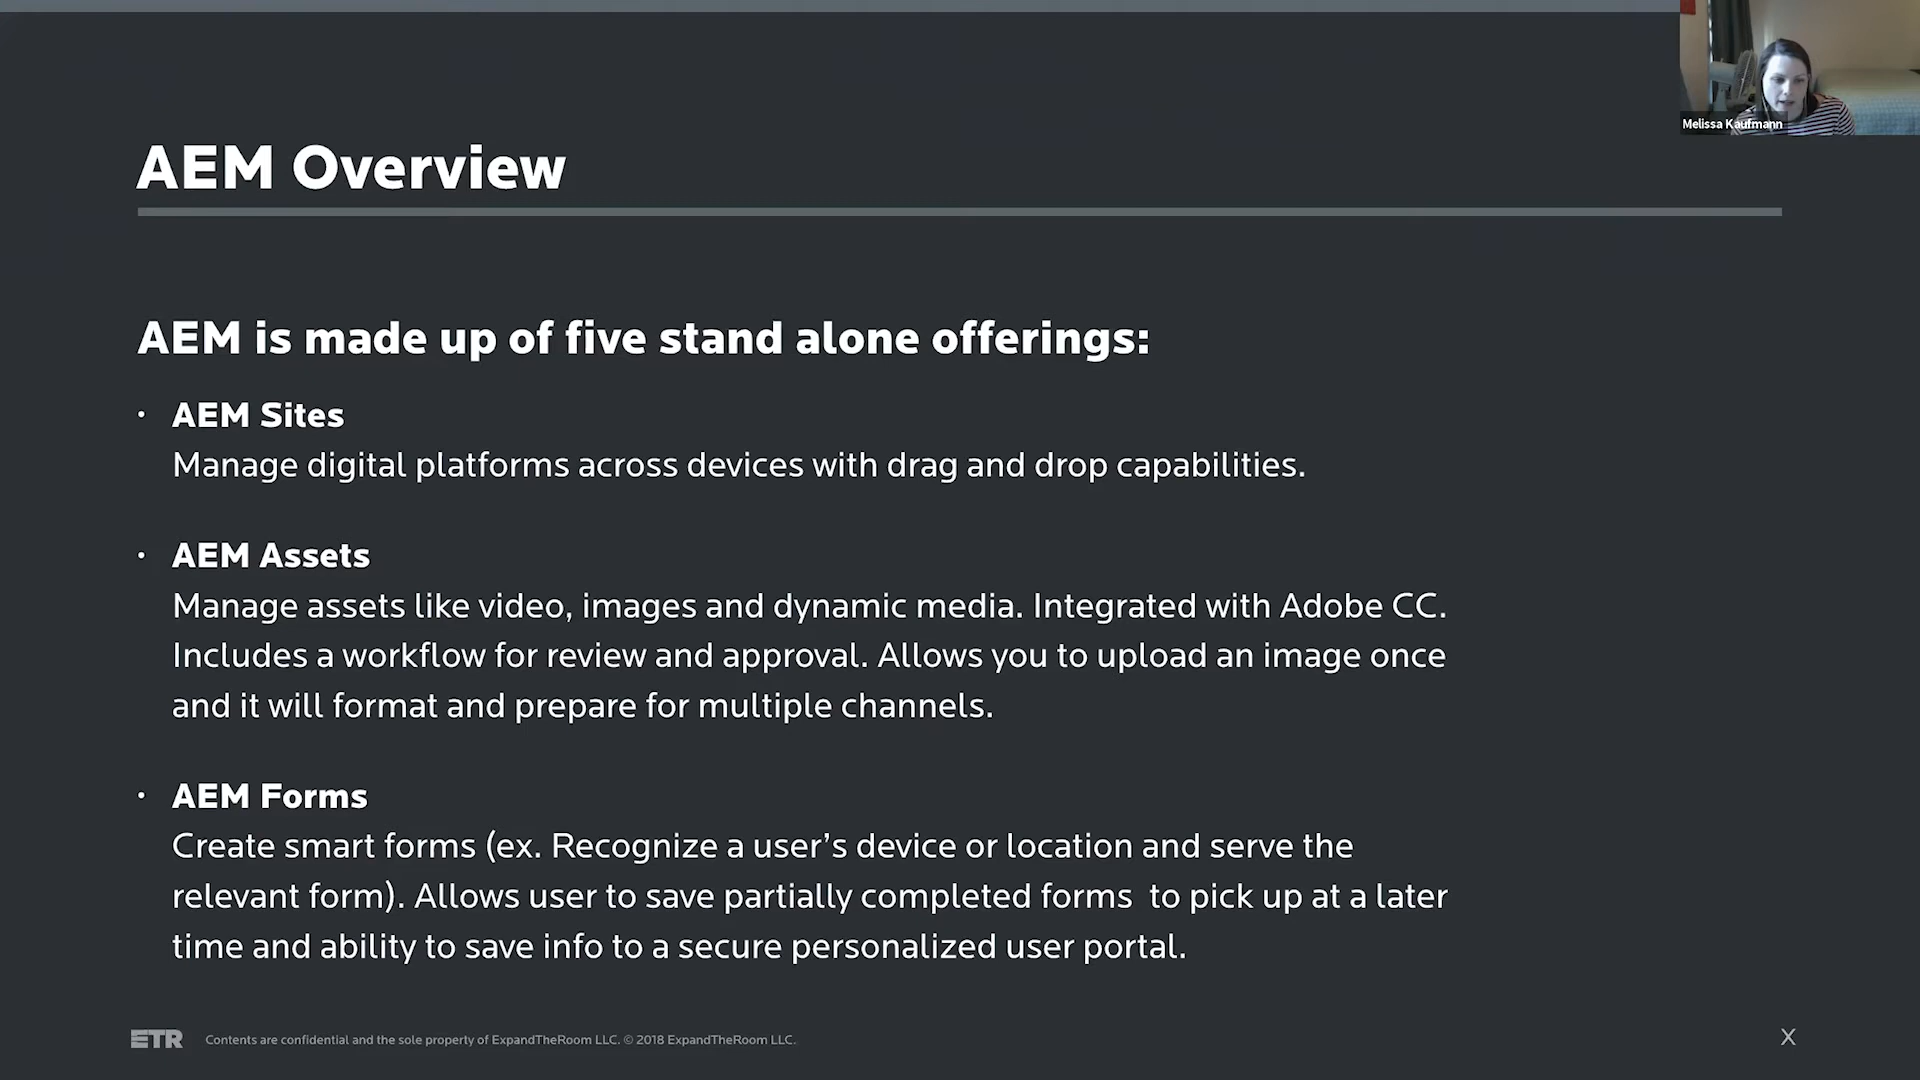 Melissa Kaufmann
AEM Overview
AEM is made up of five stand alone offerings:
• AEM Sites
Manage digital platforms across devices with drag and drop capabilities.
• AEM Assets
Manage assets like video, images and dynamic media. Integrated with Adobe CC.
Includes a workflow for review and approval. Allows you to upload an image once
and it will format and prepare for multiple channels.
• AEM Forms
Create smart forms (ex. Recognize a user’s device or location and serve the
relevant form). Allows user to save partially completed forms  to pick up at a later
time and ability to save info to a secure personalized user portal.
ETR Contents are confidential and the sole property of ExpandTheRoom LLC. © 2018 ExpandTheRoom LLC.
X